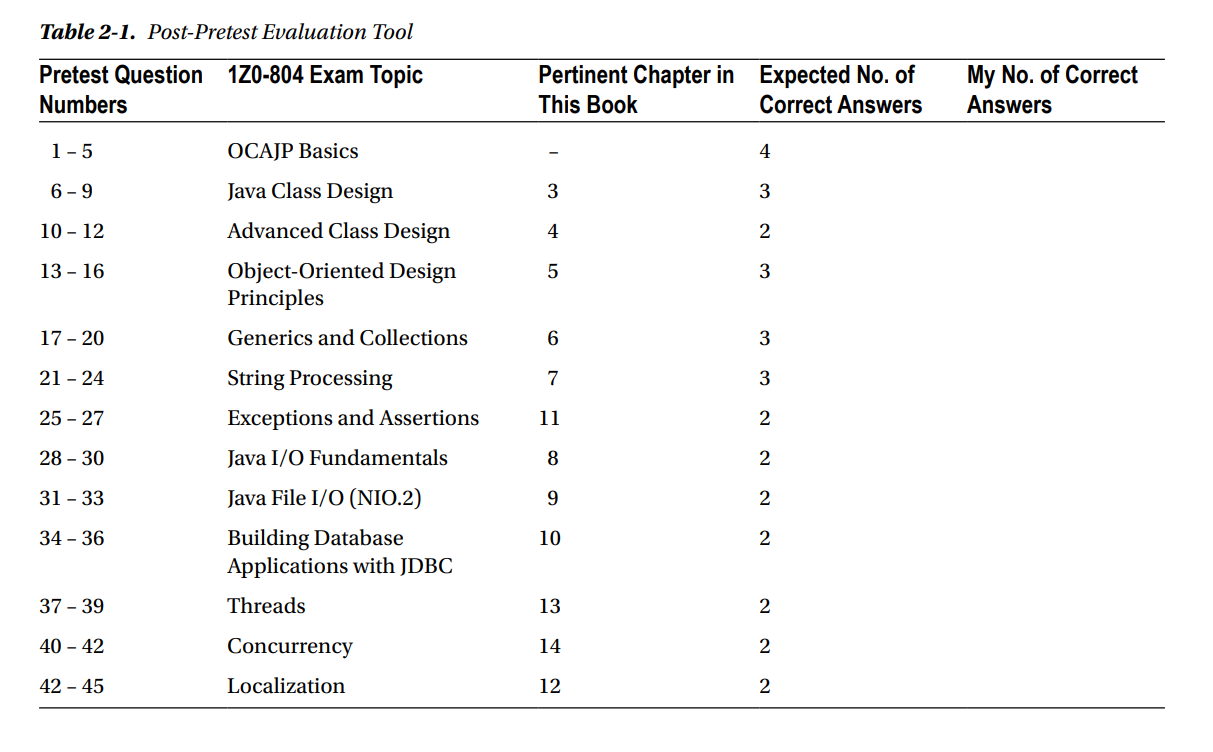 Table 2-1. Post-Pretest Evaluation Tool
Pretest Question Numbers 1Z0-804 Exam Topic Pertinent Chapter in This Book Expected No. of Correct Answers My No. of Correct Answers
1 – 5 OCAJP Basics – 4
6 – 9 Java Class Design 3 3
10 – 12 Advanced Class Design 4 2
13 – 16 Object-Oriented Design Principles 5 3
17 – 20 Generics and Collections 6 3
21 – 24 String Processing 7 3
25 – 27 Exceptions and Assertions 11 2
28 – 30 Java I/O Fundamentals 8 2
31 – 33 Java File I/O (NIO.2) 9 2
34 – 36 Building Database Applications with JDBC 10 2
37 – 39 Threads 13 2
40 – 42 Concurrency 14 2
42 – 45 Localization 12 2